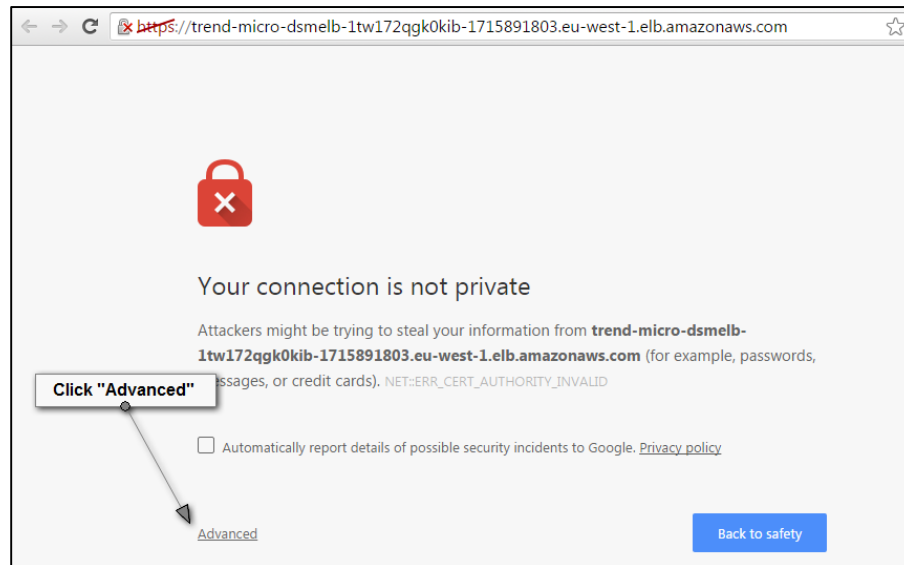 https://trend-micro-dsmelb-1tw172qgk0kib-1715891803.eu-west-1.elb.amazonaws.com
Your connection is not private
Attackers might be trying to steal your information from trend-micro-dsmelb-
1tw172qgk0kib-1715891803.eu-west-1.elb.amazonaws.com (for example, passwords,
or credit cards). NET::ERR_CERT_AUTHORITY_INVALID
Click "Advanced"
Automatically report details of possible security incidents to Google. Privacy policy
Advanced
Back to safety